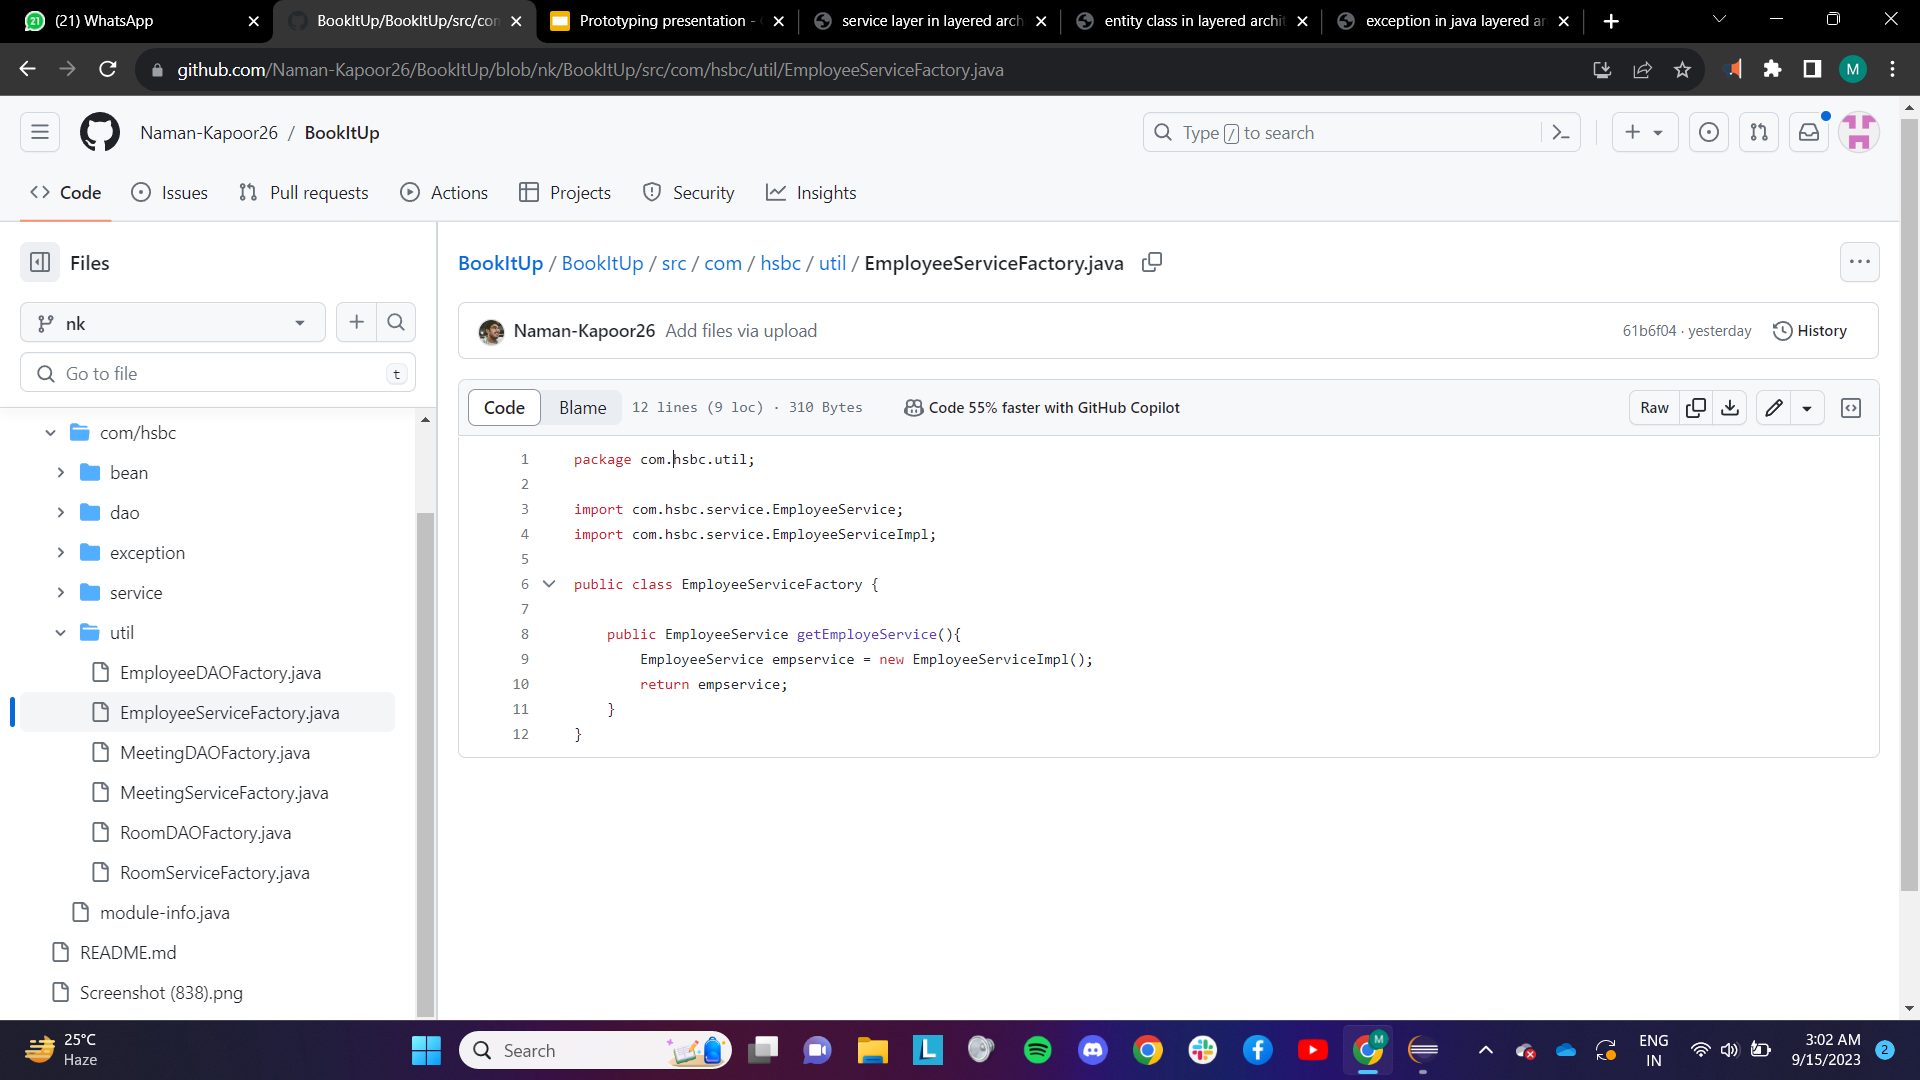 (21) WhatsApp
BookItUp/BookItUp/src/con
Prototyping presentation -
service layer in layered arch
entity class in layered archit
exception in java layered ar
github.com/Naman-Kapoor26/BookItUp/blob/nk/BookItUp/src/com/hsbc/util/EmployeeServiceFactory.java
M
Naman-Kapoor26 / BookItUp
Type / to search
Code
Issues
Pull requests
Actions
Projects
Security
Insights
Files
nk
Go to file
t
com/hsbc
bean
dao
exception
service
util
EmployeeDAOFactory.java
EmployeeServiceFactory.java
MeetingDAOFactory.java
MeetingServiceFactory.java
RoomDAOFactory.java
RoomServiceFactory.java
module-info.java
README.md
Screenshot (838).png
BookItUp / BookItUp / src / com / hsbc / util / EmployeeServiceFactory.java
Naman-Kapoor26 Add files via upload
61b6f04 · yesterday
History
Code
Blame
12 lines (9 loc) · 310 Bytes
Code 55% faster with GitHub Copilot
Raw
1 package com.hsbc.util;
2
3 import com.hsbc.service.EmployeeService;
4 import com.hsbc.service.EmployeeServiceImpl;
5
6 public class EmployeeServiceFactory {
7
8 public EmployeeService getEmployeService(){
9 EmployeeService empservice = new EmployeeServiceImpl();
10 return empservice;
11 }
12 }
25°C
Haze
Search
L
M
ENG
IN
3:02 AM
9/15/2023
2